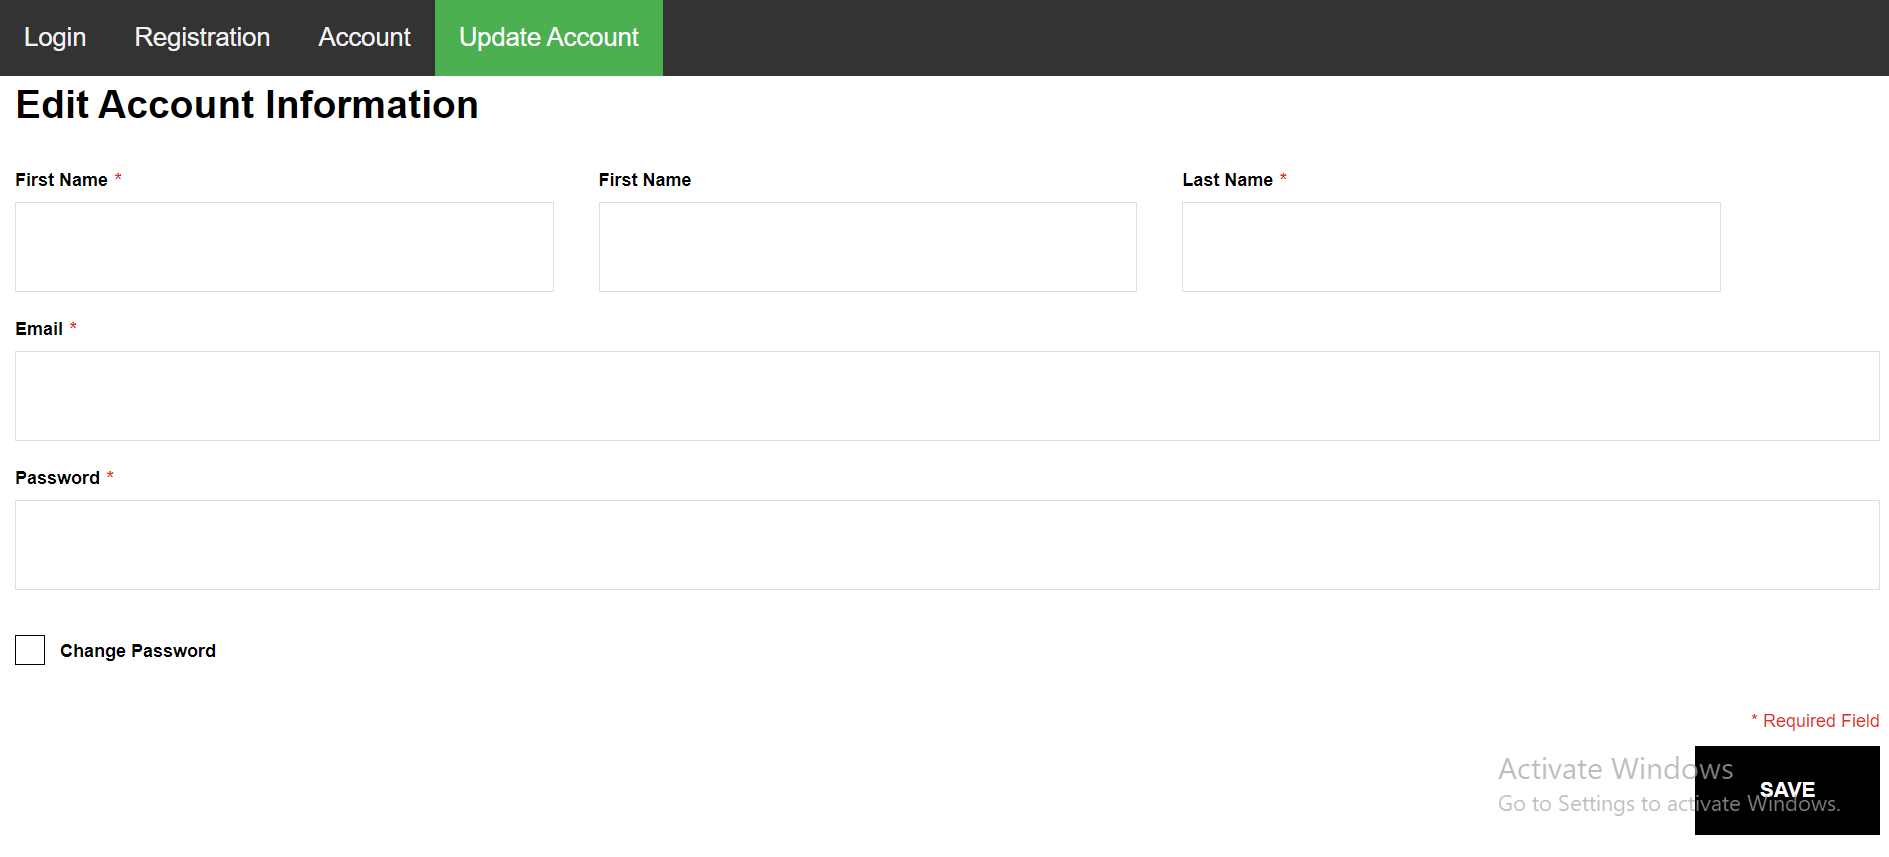 Login Registration Account Update Account
Edit Account Information
First Name * First Name Last Name *
Email *
Password *
Change Password
* Required Field
Activate Windows
SAVE
Go to Settings to activate Windows.